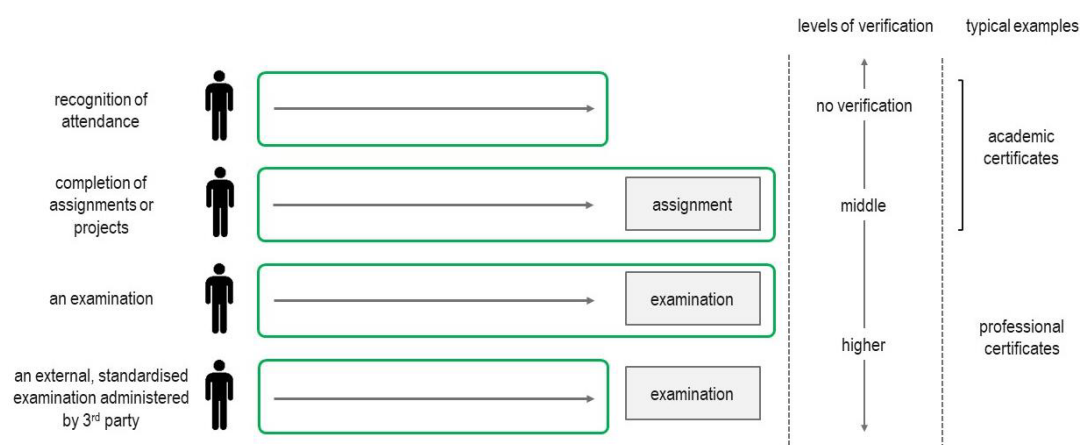 levels of verification
typical examples
recognition of
attendance
no verification
academic
certificates
completion of
assignments or
projects
assignment
middle
an examination
examination
higher
professional
certificates
an external, standardised
examination administered
by 3rd party
examination